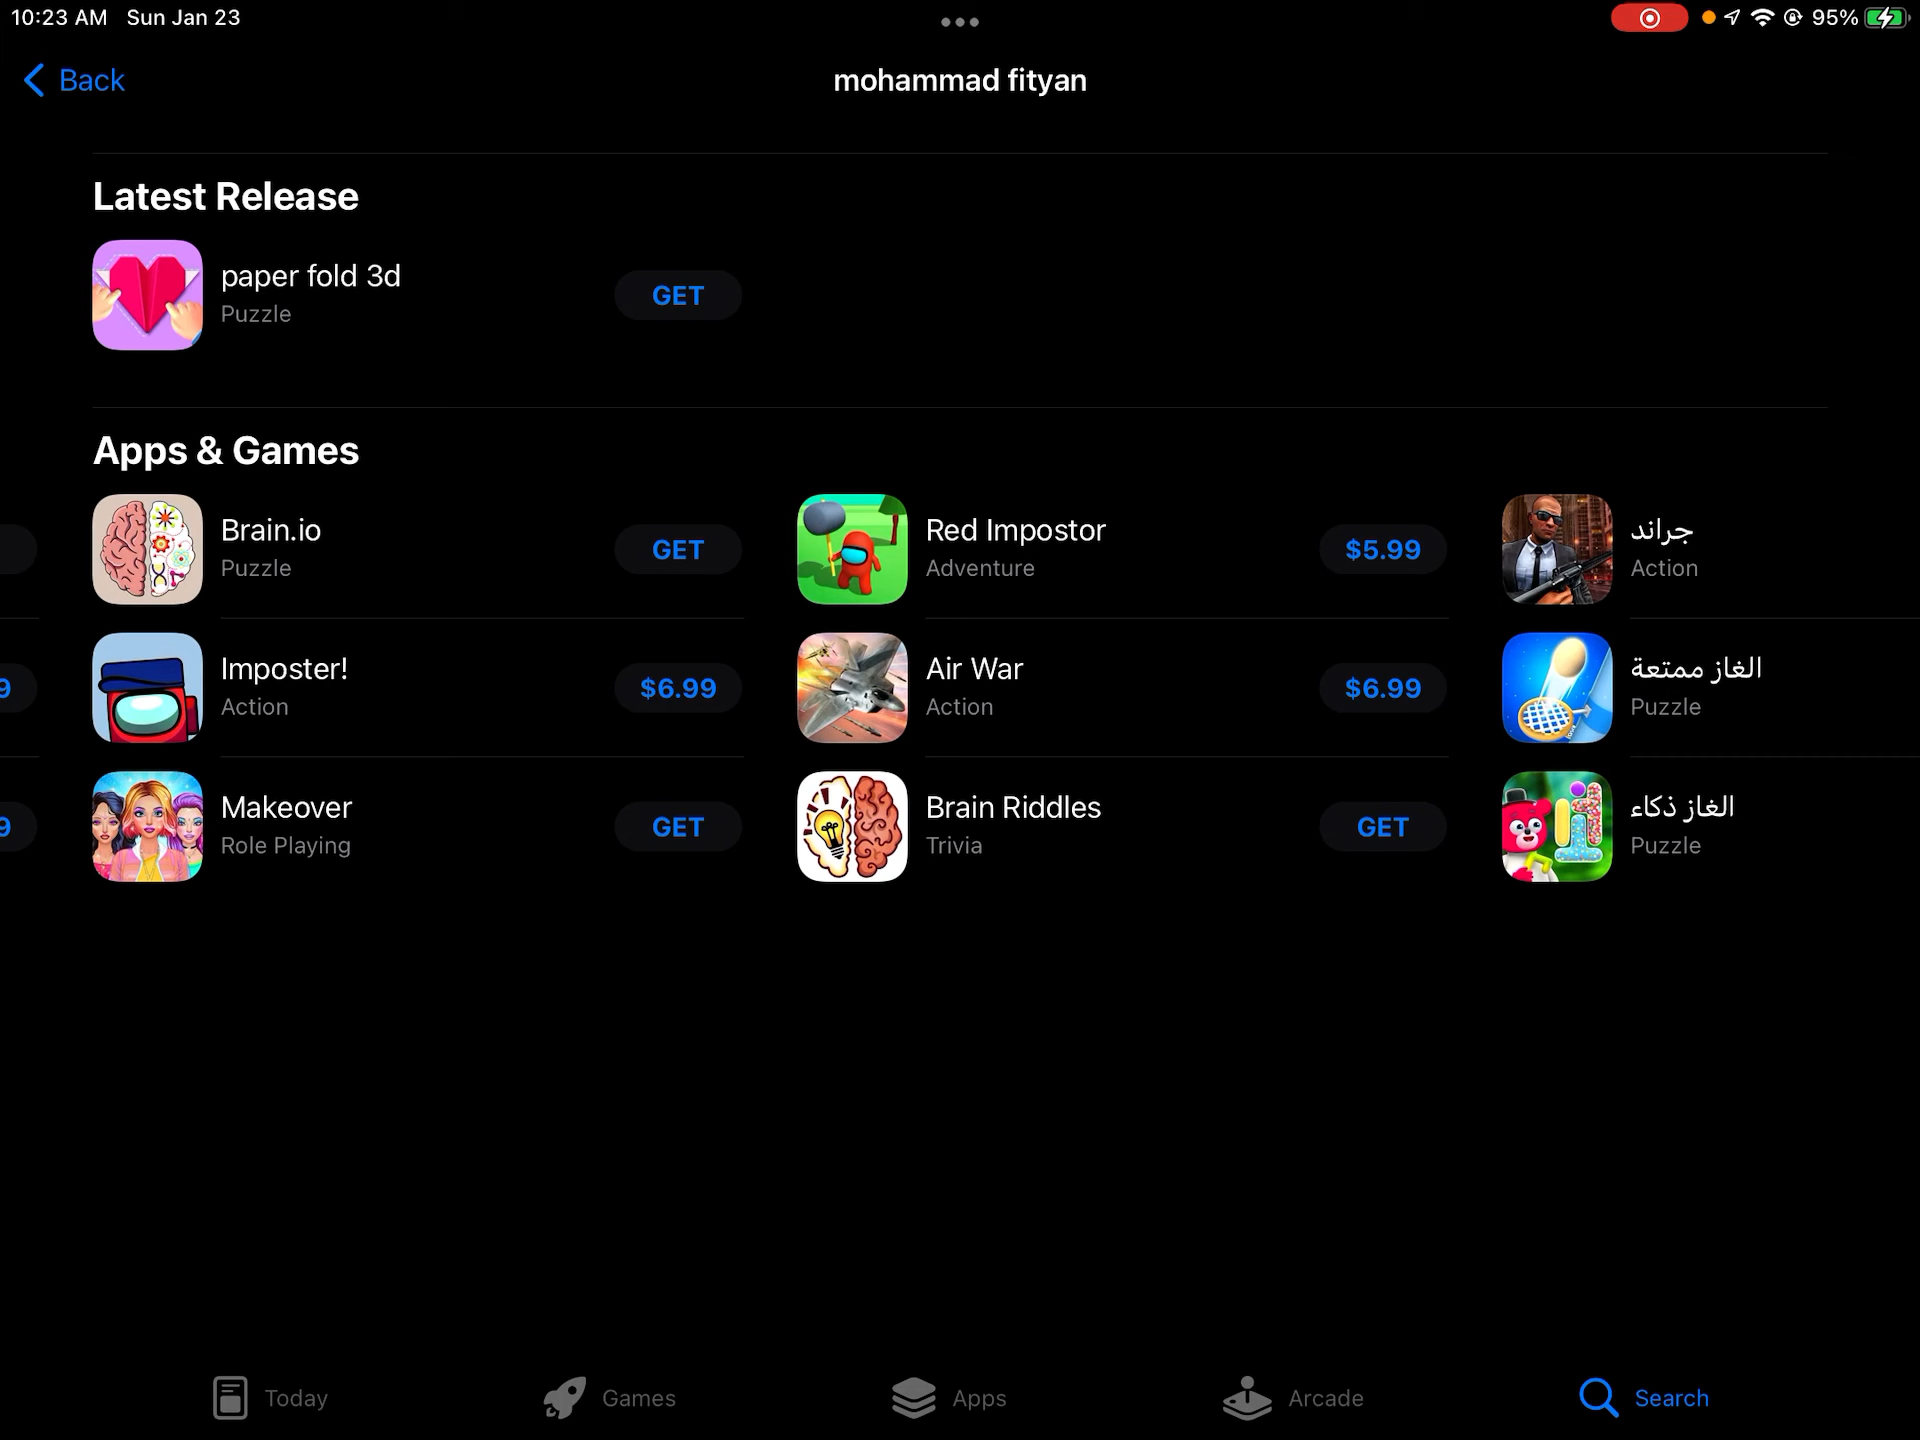 10:23 AM Sun Jan 23
95%
Back
mohammad fityan
Latest Release
paper fold 3d
Puzzle
GET
Apps & Games
Brain.io
Puzzle
GET
Red Impostor
Adventure
$5.99
جراند
Action
9
Imposter!
Action
$6.99
Air War
Action
$6.99
الغاز ممتعة
Puzzle
9
Makeover
Role Playing
GET
Brain Riddles
Trivia
GET
الغاز ذكاء
Puzzle
Today
Games
Apps
Arcade
Search